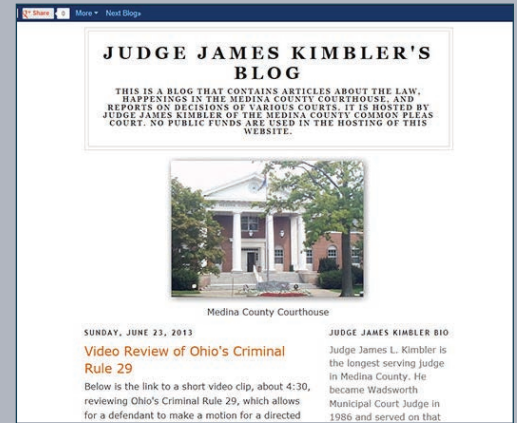 Share 0 More Next Blog»
JUDGE JAMES KIMBLER'S
BLOG
THIS IS A BLOG THAT CONTAINS ARTICLES ABOUT THE LAW,
HAPPENINGS IN THE MEDINA COUNTY COURTHOUSE, AND
REPORTS ON DECISIONS OF VARIOUS COURTS. IT IS HOSTED BY
JUDGE JAMES KIMBLER OF THE MEDINA COUNTY COMMON PLEAS
COURT. NO PUBLIC FUNDS ARE USED IN THE HOSTING OF THIS
WEBSITE.
Medina County Courthouse
SUNDAY, JUNE 23, 2013
Video Review of Ohio's Criminal
Rule 29
Below is the link to a short video clip, about 4:30,
reviewing Ohio's Criminal Rule 29, which allows
for a defendant to make a motion for a directed
JUDGE JAMES KIMBLER BIO
Judge James L. Kimbler is
the longest serving judge
in Medina County. He
became Wadsworth
Municipal Court Judge in
1986 and served on that